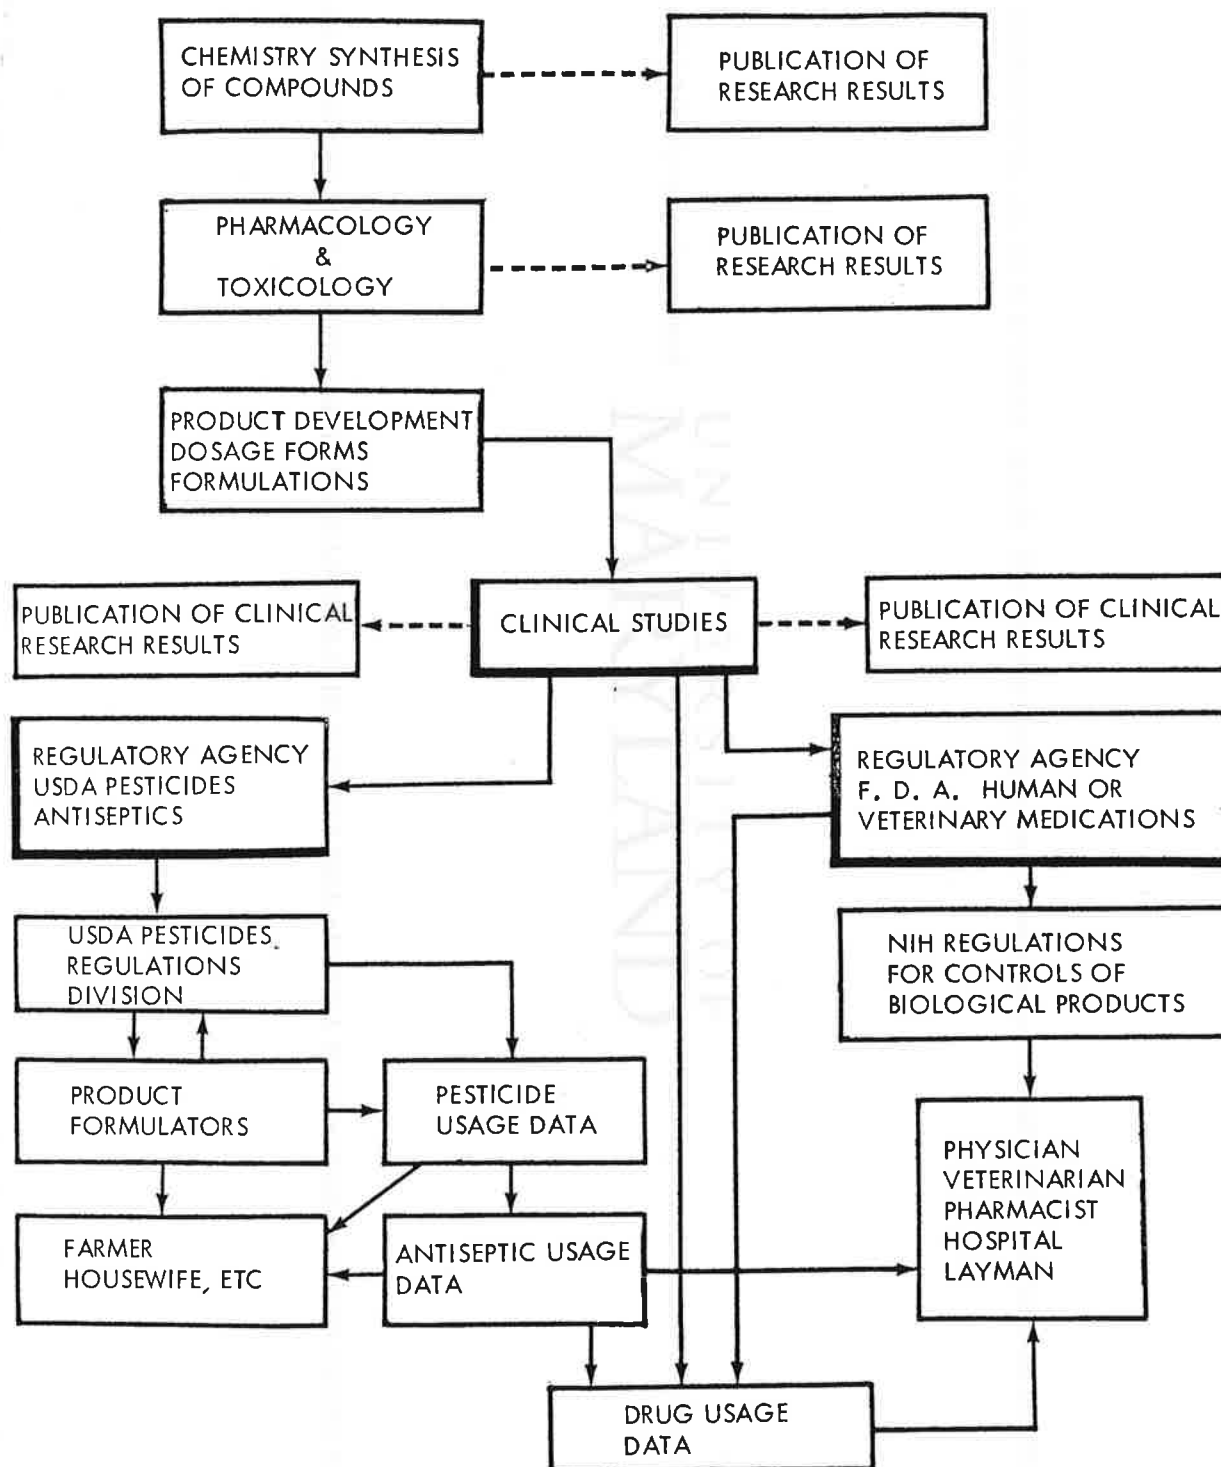 CHEMISTRY SYNTHESIS
OF COMPOUNDS
PUBLICATION OF
RESEARCH RESULTS
PHARMACOLOGY
&
TOXICOLOGY
PUBLICATION OF
RESEARCH RESULTS
PRODUCT DEVELOPMENT
DOSAGE FORMS
FORMULATIONS
PUBLICATION OF CLINICAL
RESEARCH RESULTS
CLINICAL STUDIES
PUBLICATION OF CLINICAL
RESEARCH RESULTS
REGULATORY AGENCY
USDA PESTICIDES
ANTISEPTICS
REGULATORY AGENCY
F. D. A. HUMAN OR
VETERINARY MEDICATIONS
USDA PESTICIDES
REGULATIONS
DIVISION
NIH REGULATIONS
FOR CONTROLS OF
BIOLOGICAL PRODUCTS
PRODUCT
FORMULATORS
PESTICIDE
USAGE DATA
PHYSICIAN
VETERINARIAN
PHARMACIST
HOSPITAL
LAYMAN
FARMER
HOUSEWIFE, ETC
ANTISEPTIC USAGE
DATA
DRUG USAGE
DATA
UNIVERSITY OF
MARYLAND